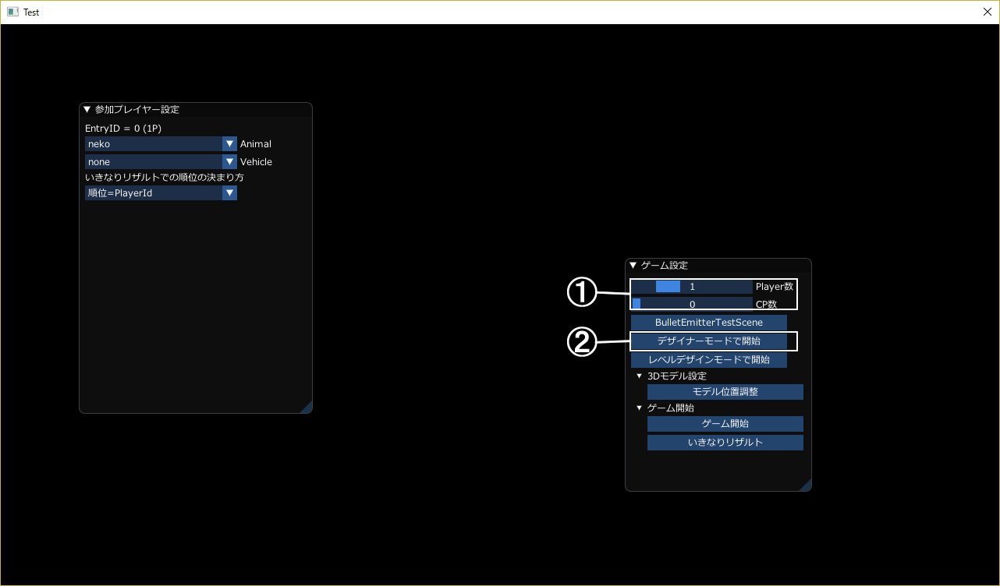 Test
参加プレイヤー設定
EntryID = 0 (1P)
neko Animal
none Vehicle
いきなりリザルトでの順位の決まり方
順位=PlayerId
ゲーム設定
① 1 Player数
0 CP数
BulletEmitterTestScene
② デザイナーモードで開始
レベルデザインモードで開始
3Dモデル設定
モデル位置調整
ゲーム開始
ゲーム開始
いきなりリザルト